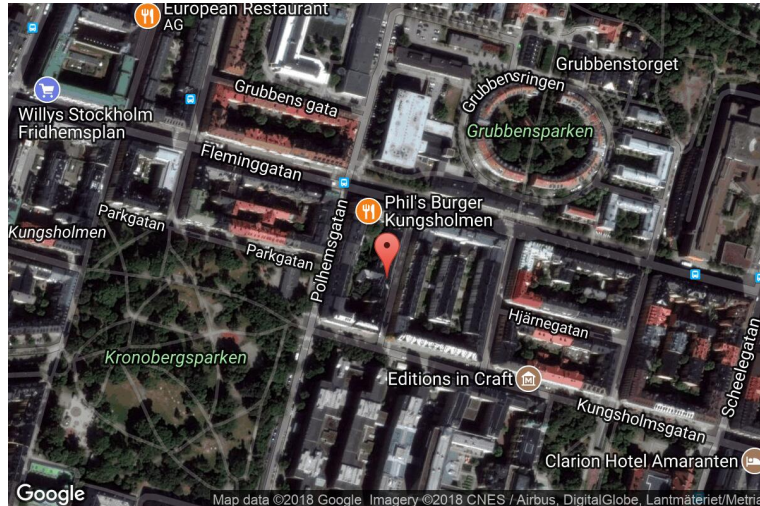 European Restaurant
AG
Grubbenstorget
Grubbensringen
Grubbens gata
Willys Stockholm
Fridhemsplan
Grubbensparken
Fleminggatan
Phil's Burger
Kungsholmen
Parkgatan
Kungsholmen
Parkgatan
Polhemsgatan
Hjärnegatan
Kronobergsparken
Scheelegatan
Editions in Craft
Kungsholmsgatan
Clarion Hotel Amaranten
Google
Map data ©2018 Google Imagery ©2018 CNES / Airbus, DigitalGlobe, Lantmäteriet/Metria